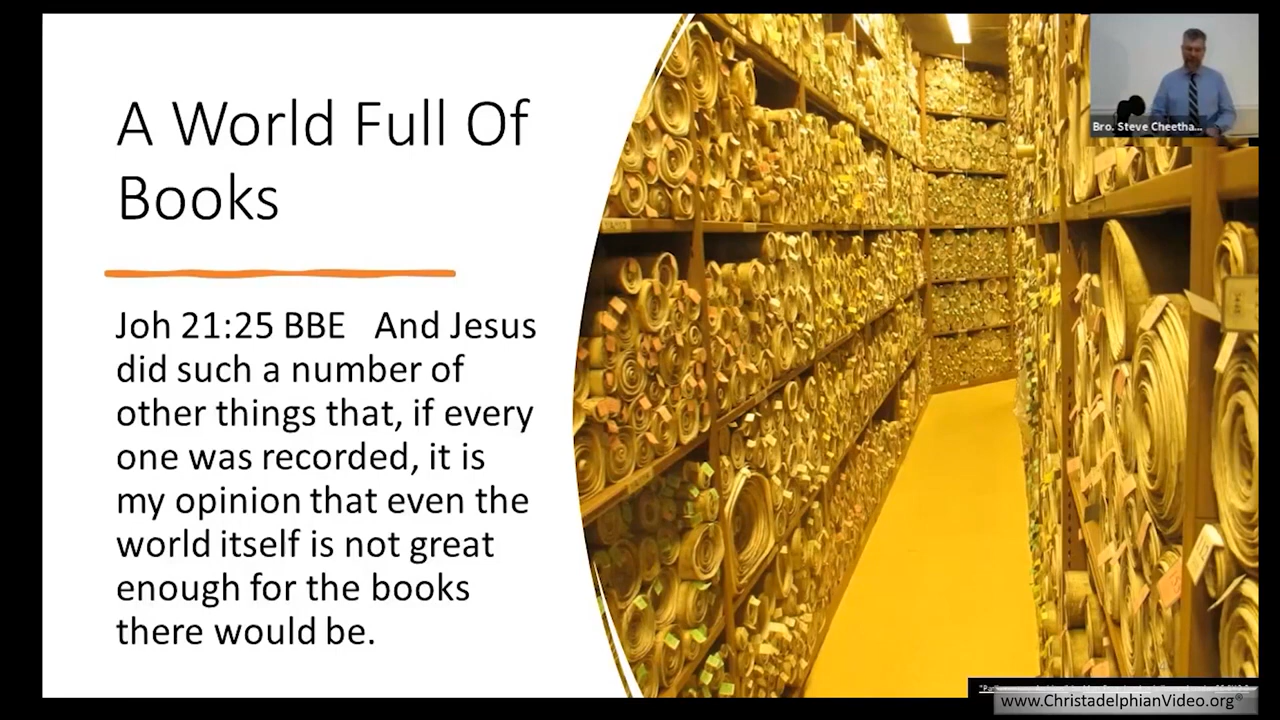 A World Full Of
Books
Joh 21:25 BBE And Jesus
did such a number of
other things that, if every
one was recorded, it is
my opinion that even the
world itself is not great
enough for the books
there would be.
Bro. Steve Cheetha...
www.ChristadelphianVideo.org®